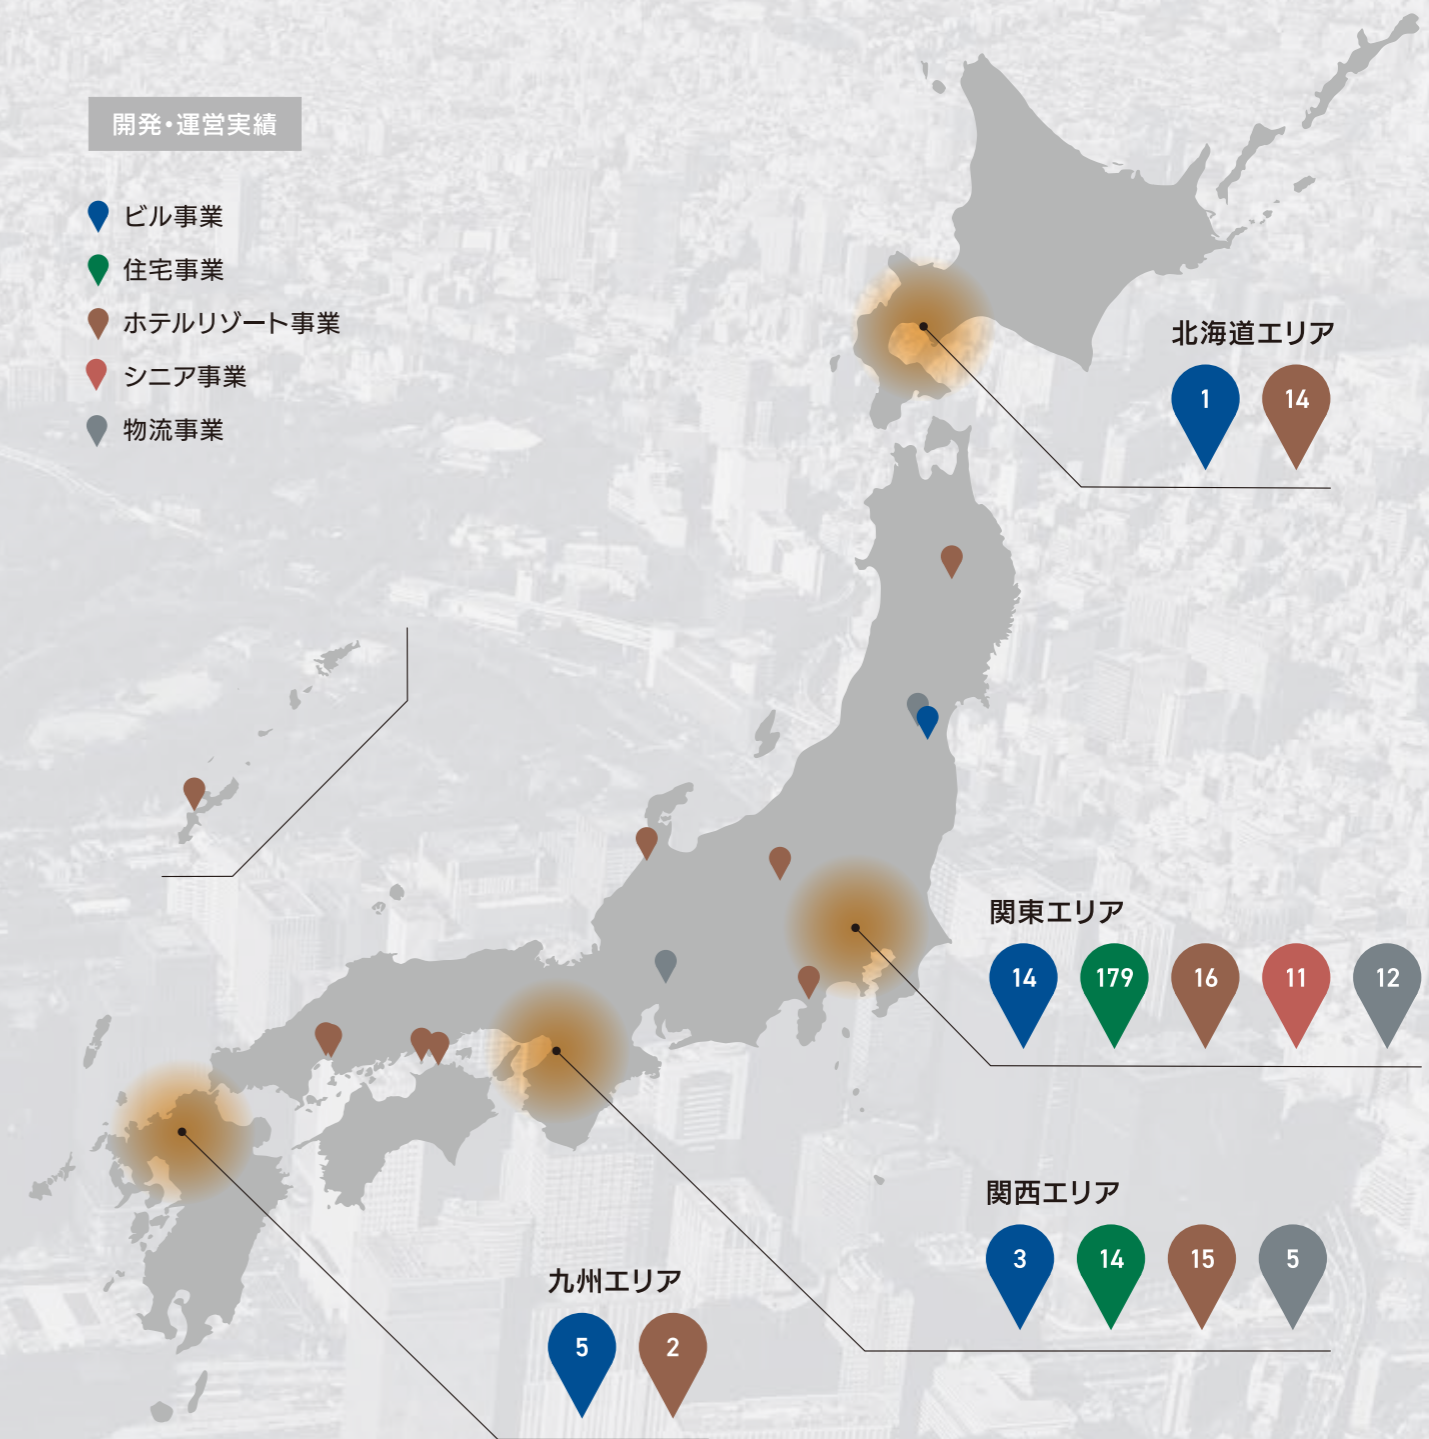 開発・運営実績
ビル事業
住宅事業
ホテルリゾート事業
シニア事業
物流事業
北海道エリア
1 14
関東エリア
14 179 16 11 12
関西エリア
3 14 15 5
九州エリア
5 2